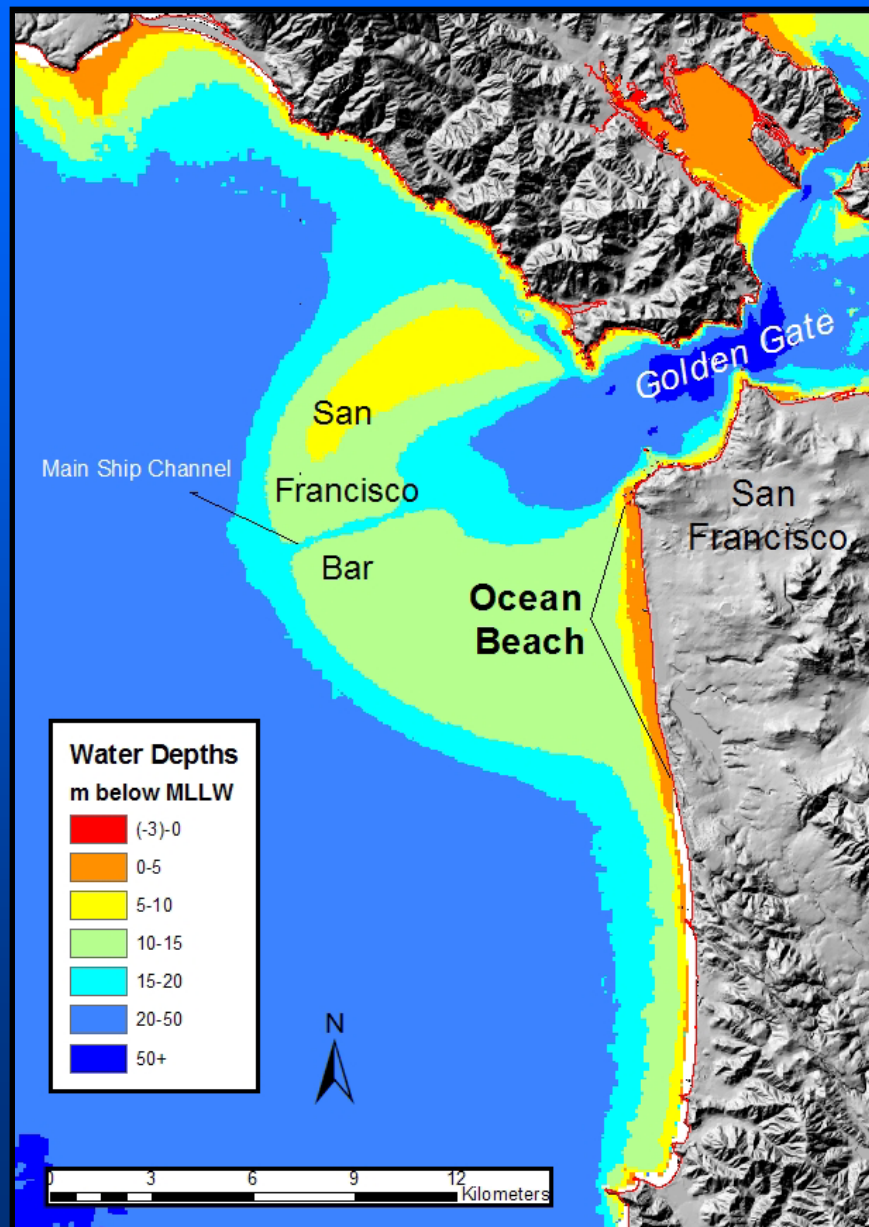 Golden Gate
San
Main Ship Channel
Francisco
San
Francisco
Bar
Ocean
Beach
Water Depths
m below MLLW
(-3)-0
0-5
5-10
10-15
15-20
20-50
50+
N
0 3 6 9 12
Kilometers